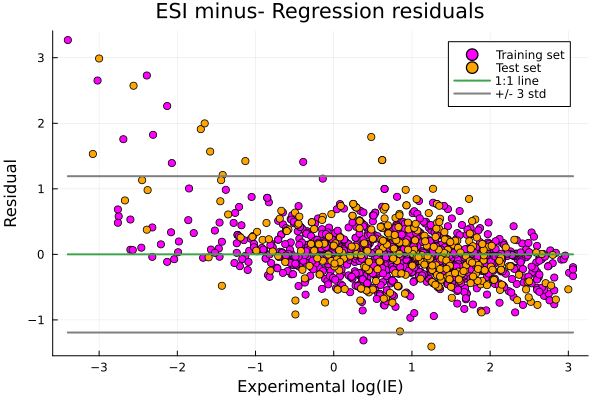 ESI minus- Regression residuals
Training set
Test set
1:1 line
+/- 3 std
Residual
3
2
1
0
−1
−3
−2
−1
0
1
2
3
Experimental log(IE)